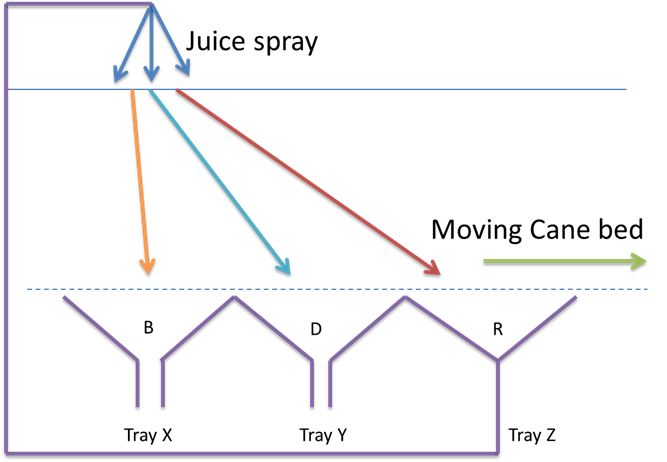 Juice spray
Moving Cane bed
B
D
R
Tray X
Tray Y
Tray Z